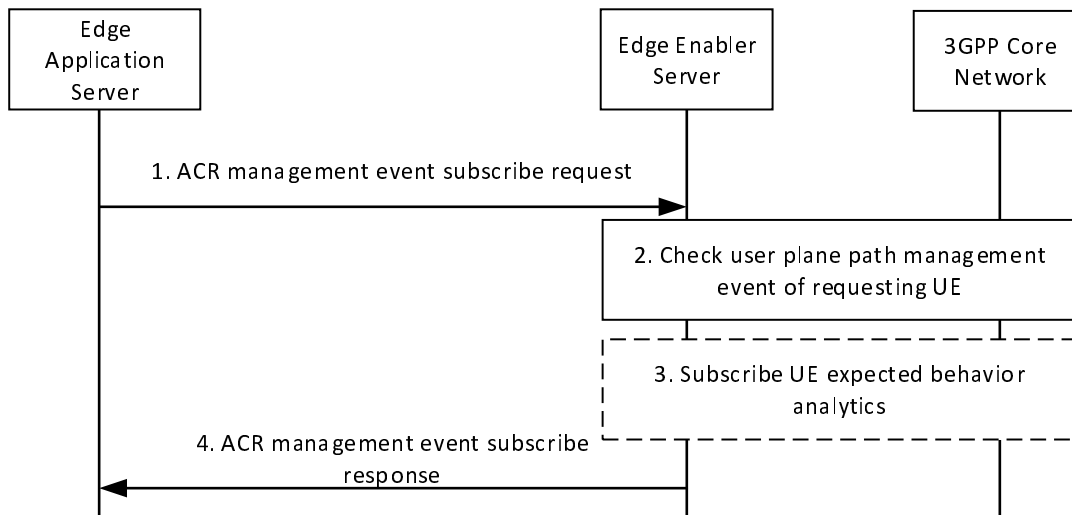 Edge
Application
Server
Edge Enabler
Server
3GPP Core
Network
1. ACR management event subscribe request
2. Check user plane path management
event of requesting UE
3. Subscribe UE expected behavior
analytics
4. ACR management event subscribe
response